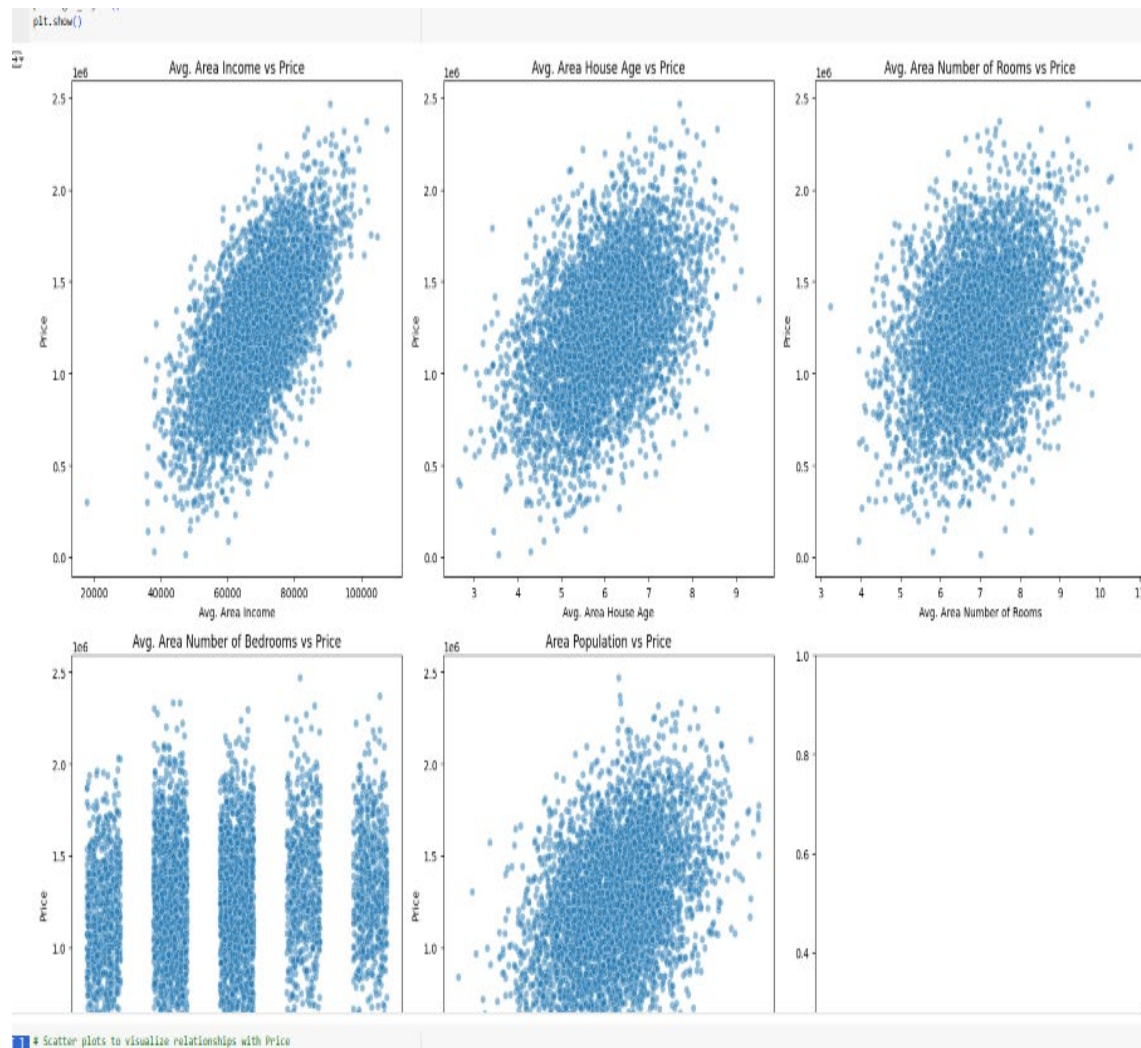 plt.show()
Avg. Area Income vs Price
1e6
2.5
2.0
1.5
1.0
0.5
0.0
Price
20000 40000 60000 80000 100000
Avg. Area Income
Avg. Area House Age vs Price
1e6
2.5
2.0
1.5
1.0
0.5
0.0
Price
3 4 5 6 7 8 9
Avg. Area House Age
Avg. Area Number of Rooms vs Price
1e6
2.5
2.0
1.5
1.0
0.5
0.0
Price
3 4 5 6 7 8 9 10
Avg. Area Number of Rooms
Avg. Area Number of Bedrooms vs Price
1e6
2.5
2.0
1.5
1.0
Price
Area Population vs Price
1e6
2.5
2.0
1.5
1.0
Price
1.0
0.8
0.6
0.4
# Scatter plots to visualize relationships with Price